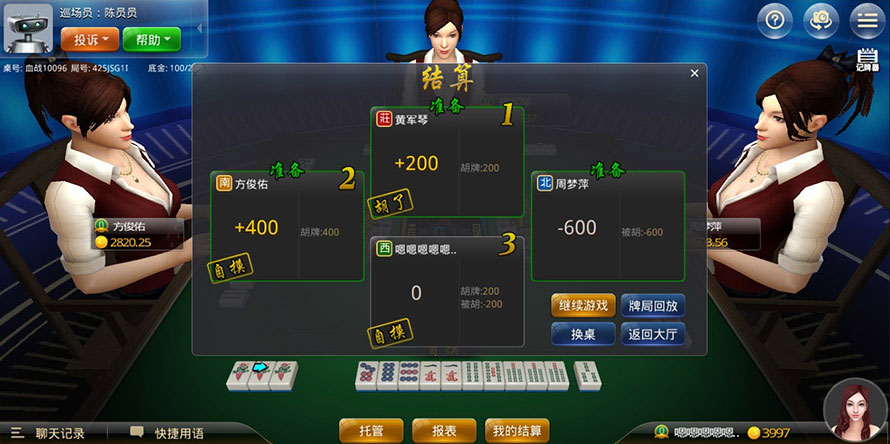 巡场员：陈员员
投诉
帮助
桌号: 血战10096 局号: 425JSG1I 底金: 100/2
记牌器
结算
准备
莊 黄军琴
1
+200
胡牌:200
胡了
准备
南 方俊佑
2
+400
胡牌:400
自摸
准备
北 周梦萍
-600
被胡:-600
西 嗯嗯嗯嗯嗯..
3
0
胡牌:200
被胡:-200
自摸
方俊佑
2820.25
继续游戏
牌局回放
换桌
返回大厅
聊天记录
快捷用语
托管
报表
我的结算
嗯嗯嗯嗯嗯..
3997